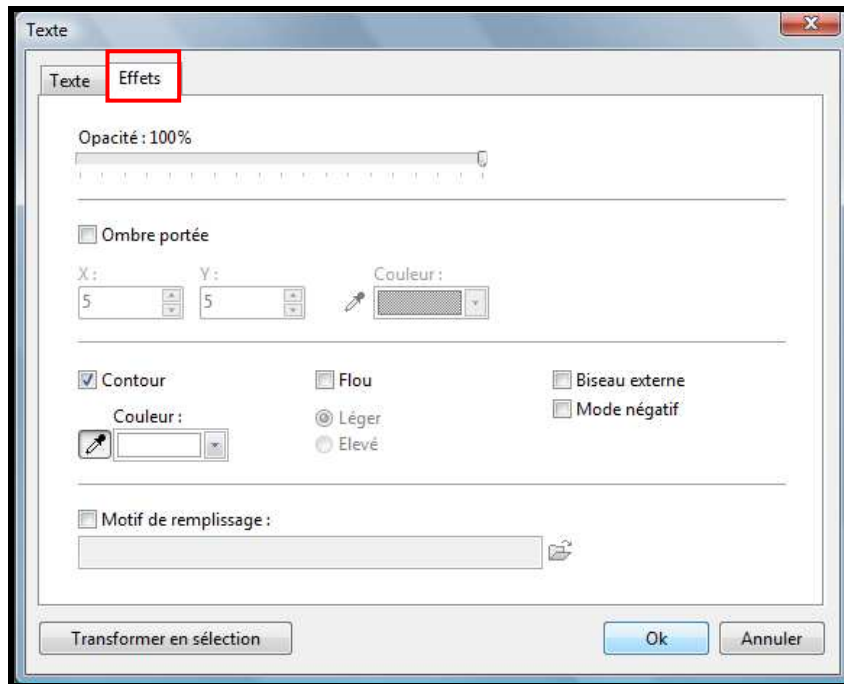 Texte
Texte Effets
Opacité : 100%
Ombre portée
X : Y : Couleur :
5 5
Contour Flou Biseau externe
Couleur : Léger Mode négatif
Elevé
Motif de remplissage :
Transformer en sélection Ok Annuler